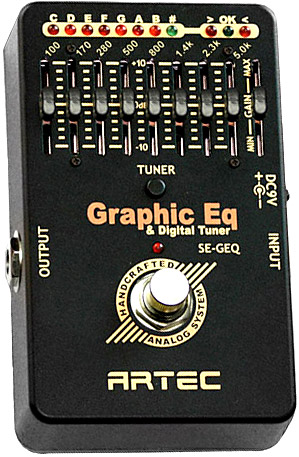 C D E F G A B # > OK <
100 170 280 500 800 1.4K 2.3K 5.0K
+10
0dB
-10
MAX
GAIN
MIN
TUNER
DC9V
+
-
Graphic Eq
& Digital Tuner
SE-GEQ
OUTPUT
INPUT
HANDCRAFTED
ANALOG SYSTEM
ARTEC